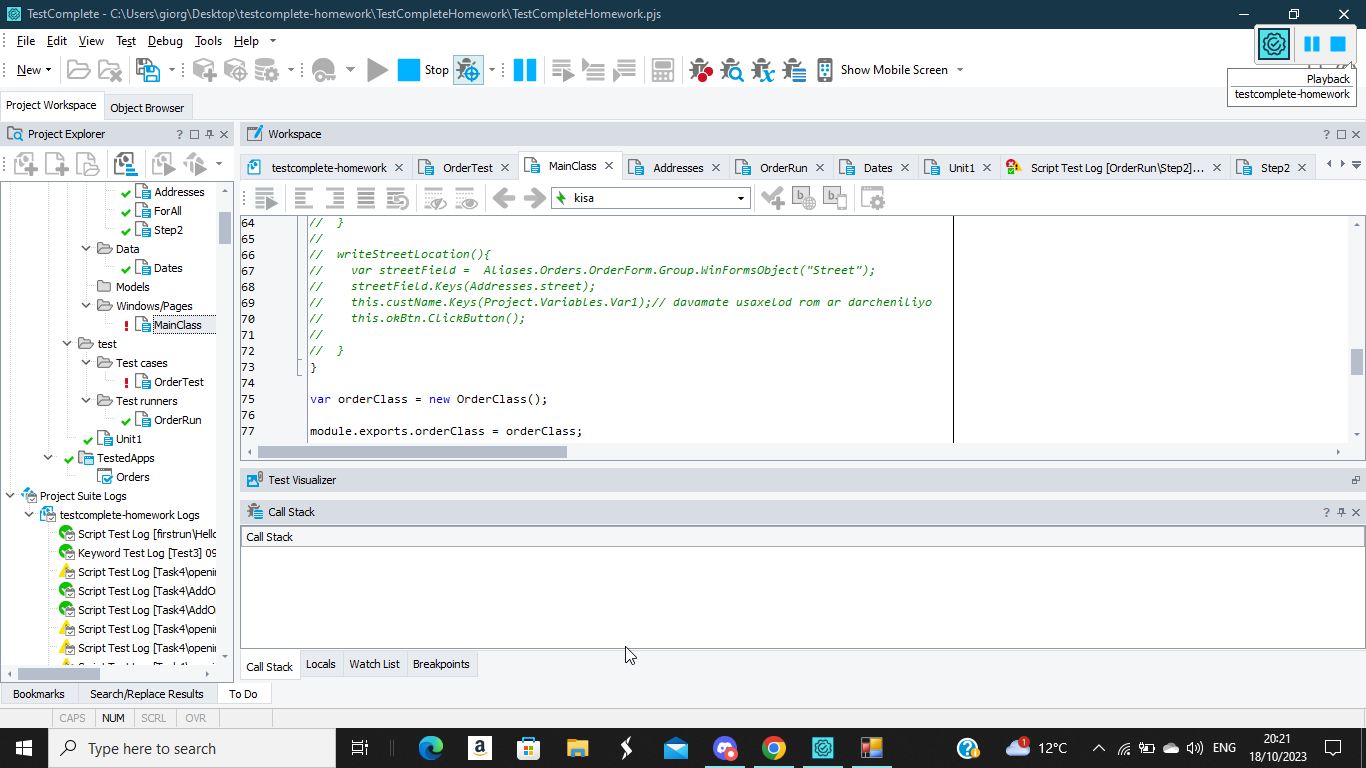 TestComplete - C:\Users\giorg\Desktop\testcomplete-homework\TestCompleteHomework\TestCompleteHomework.pjs
File Edit View Test Debug Tools Help
New Stop Show Mobile Screen
Playback
testcomplete-homework
Project Workspace Object Browser
Project Explorer
Workspace
testcomplete-homework OrderTest MainClass Addresses OrderRun Dates Unit1 Script Test Log [OrderRun\Step2]... Step2
kisa
Addresses
ForAll
Step2
Data
Dates
Models
Windows/Pages
MainClass
test
Test cases
OrderTest
Test runners
OrderRun
Unit1
TestedApps
Orders
Project Suite Logs
testcomplete-homework Logs
Script Test Log [firstrun\Hello
Keyword Test Log [Test3] 09
Script Test Log [Task4\openi
Script Test Log [Task4\AddO
Script Test Log [Task4\AddO
Script Test Log [Task4\openi
Script Test Log [Task4\openi
64 // }
65 //
66 // writeStreetLocation(){
67 // var streetField = Aliases.Orders.OrderForm.Group.WinFormsObject("Street");
68 // streetField.Keys(Addresses.street);
69 // this.custName.Keys(Project.Variables.Var1);// davamate usaxelod rom ar darcheniliyo
70 // this.okBtn.ClickButton();
71 //
72 // }
73 }
74
75 var orderClass = new OrderClass();
76
77 module.exports.orderClass = orderClass;
Test Visualizer
Call Stack
Call Stack
Call Stack Locals Watch List Breakpoints
Bookmarks Search/Replace Results To Do
CAPS NUM SCRL OVR
Type here to search
a
1
12°C
ENG
20:21
18/10/2023